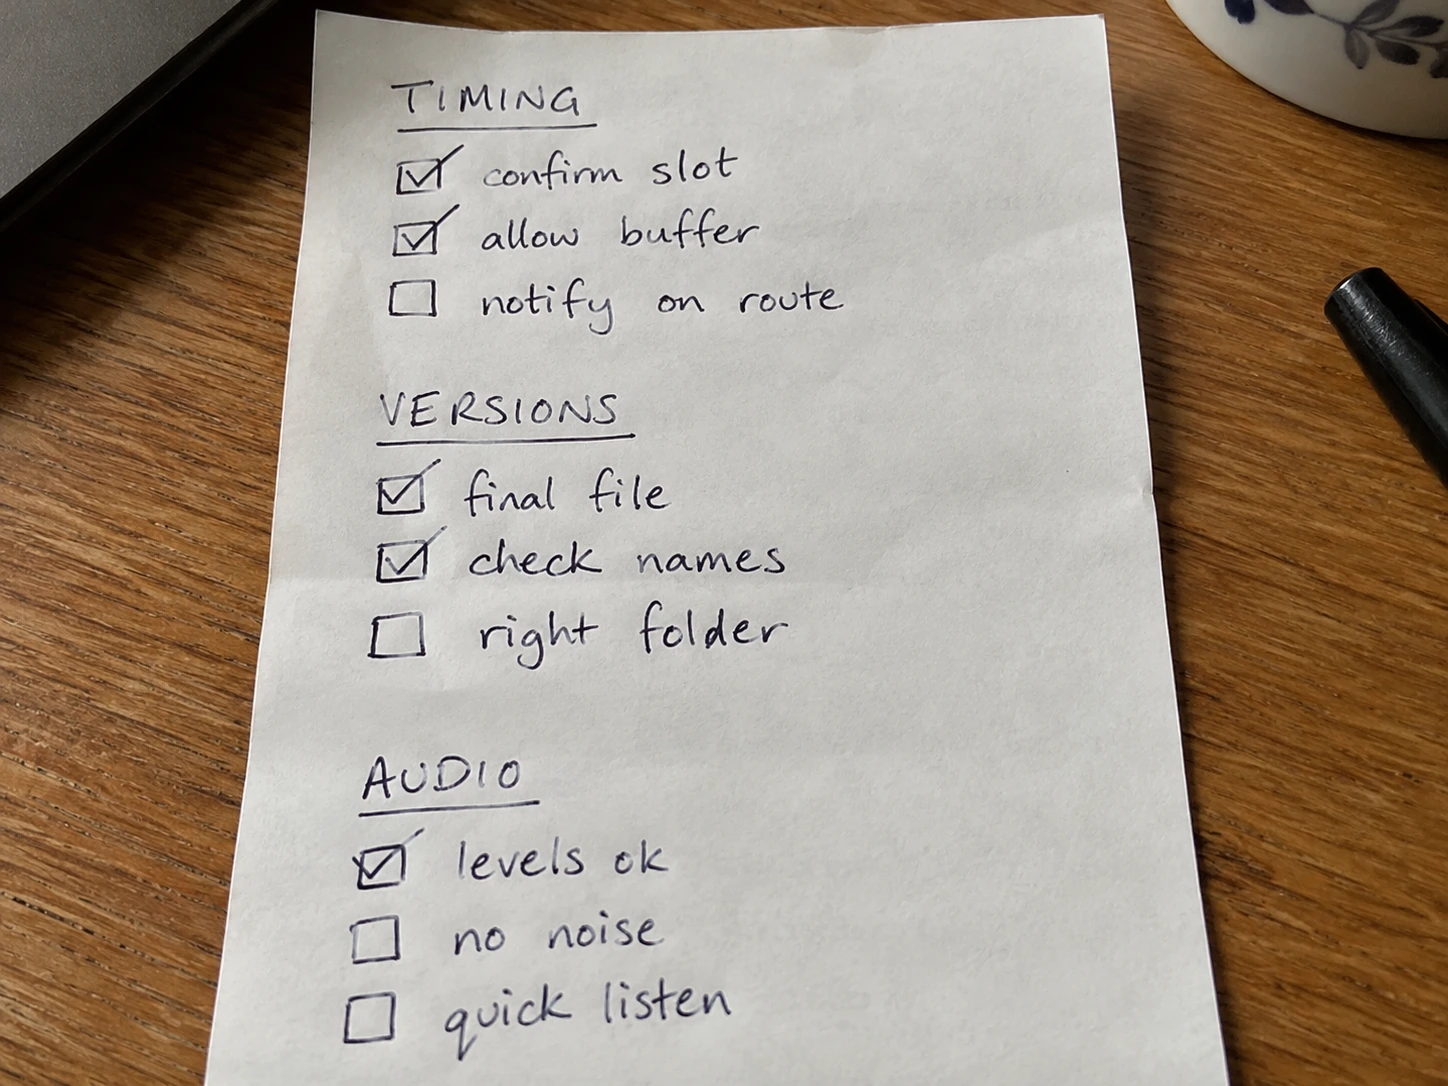 TIMING
☑ confirm slot
☑ allow buffer
☐ notify on route
VERSIONS
☑ final file
☑ check names
☐ right folder
AUDIO
☑ levels ok
☐ no noise
☐ quick listen